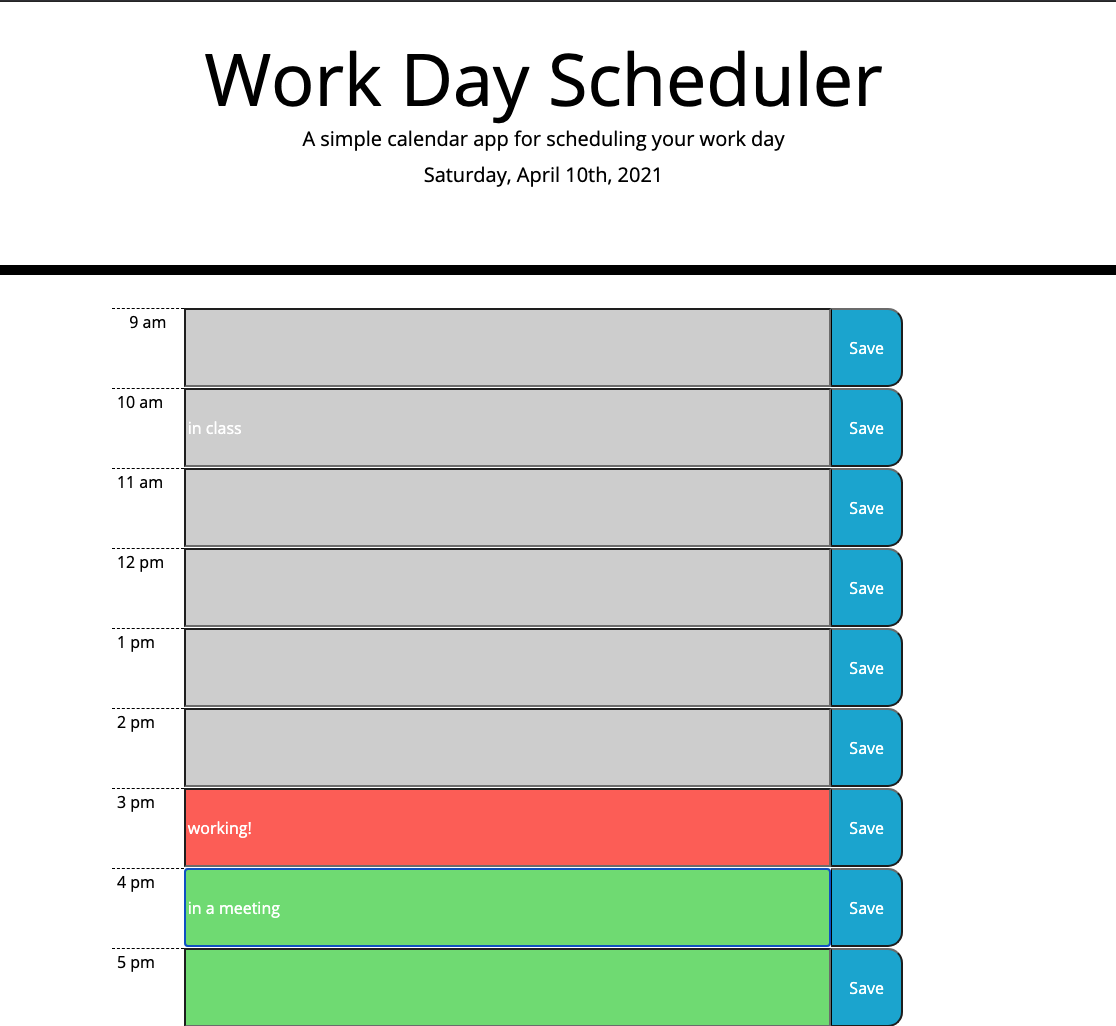 Work Day Scheduler
A simple calendar app for scheduling your work day
Saturday, April 10th, 2021
9 am
Save
10 am
in class
Save
11 am
Save
12 pm
Save
1 pm
Save
2 pm
Save
3 pm
working!
Save
4 pm
in a meeting
Save
5 pm
Save